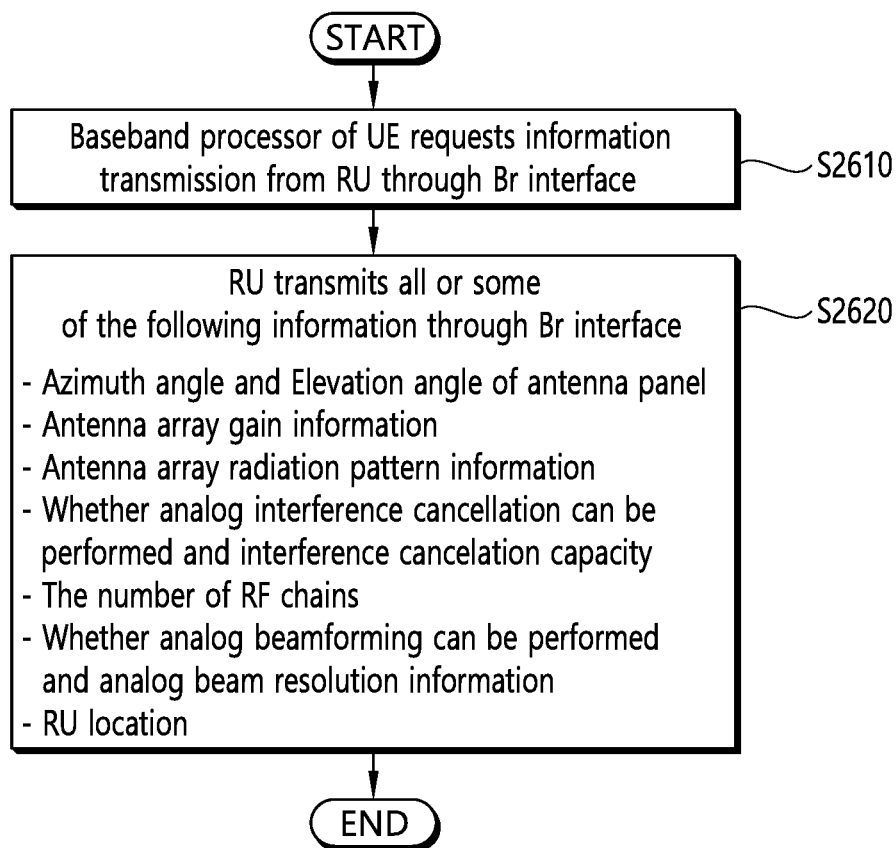 START
Baseband processor of UE requests information
transmission from RU through Br interface
S2610
RU transmits all or some
of the following information through Br interface
S2620
- Azimuth angle and Elevation angle of antenna panel
- Antenna array gain information
- Antenna array radiation pattern information
- Whether analog interference cancellation can be
performed and interference cancelation capacity
- The number of RF chains
- Whether analog beamforming can be performed
and analog beam resolution information
- RU location
END